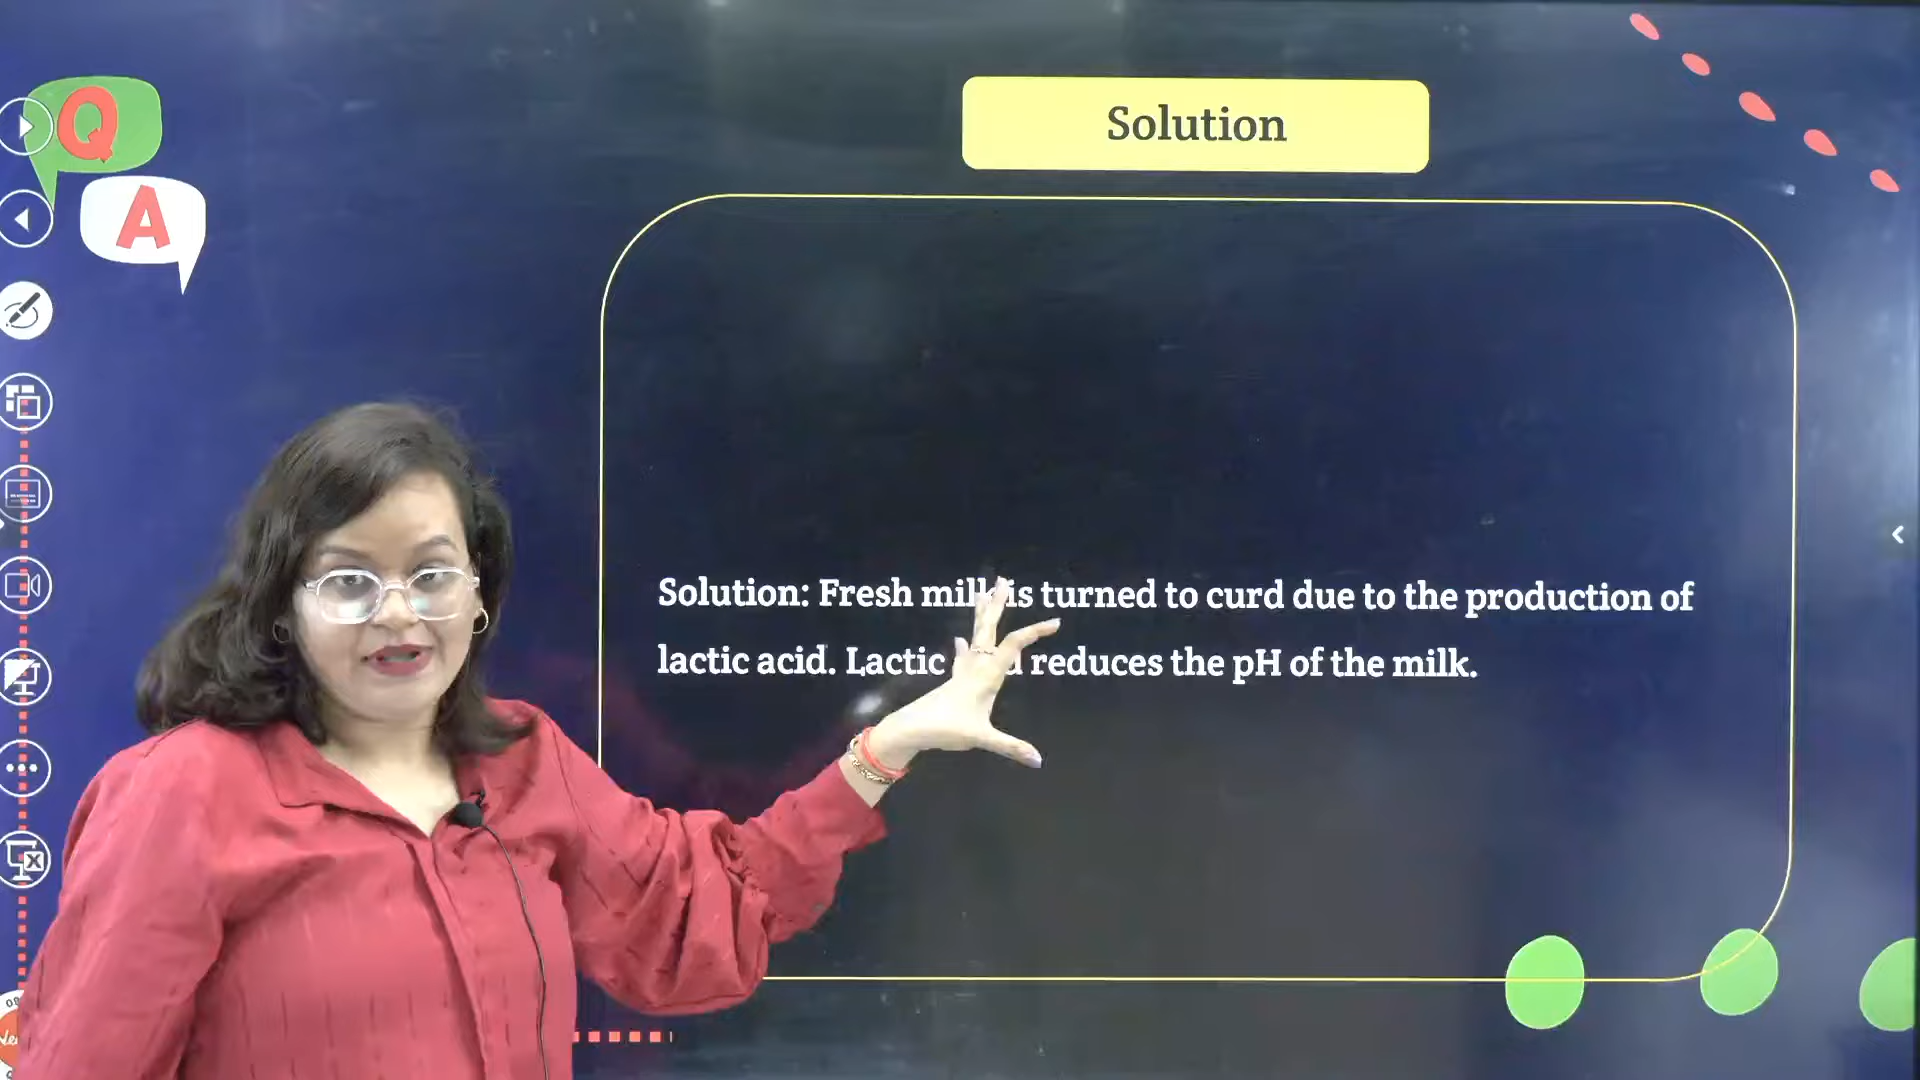 Q
A
Solution
Solution: Fresh milk is turned to curd due to the production of
lactic acid. Lactic reduces the pH of the milk.